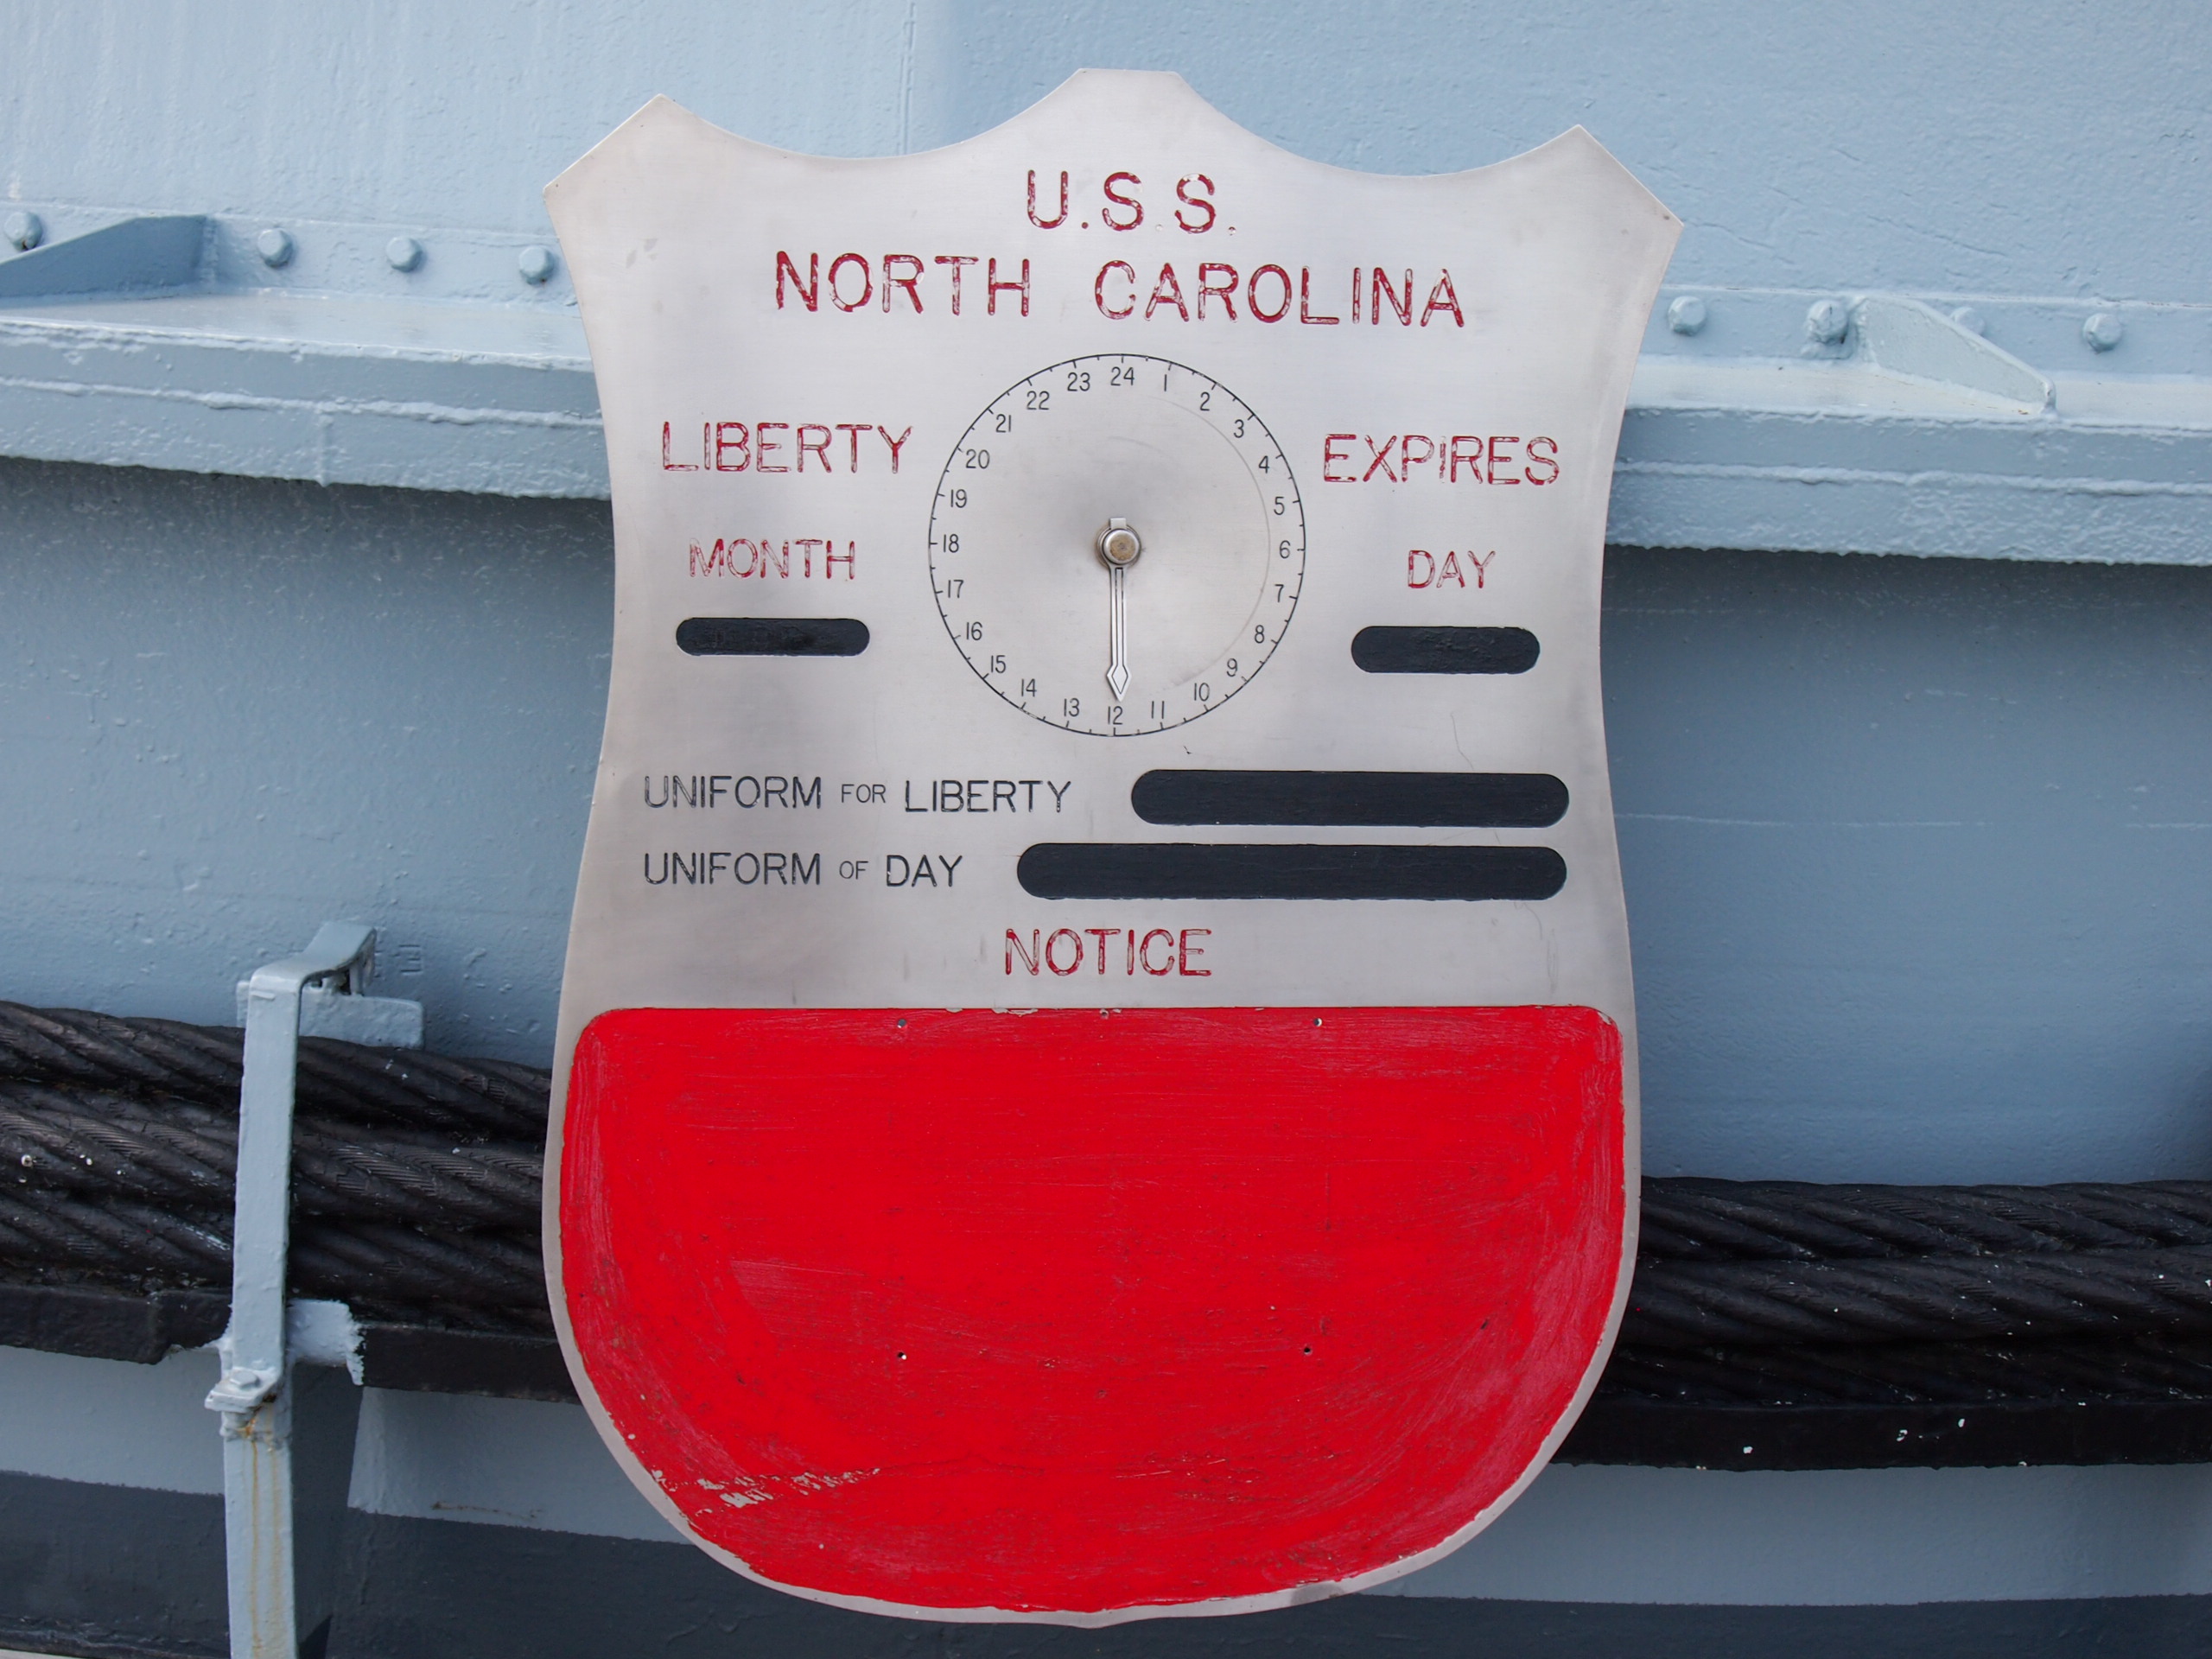 U.S.S.
NORTH CAROLINA
LIBERTY
EXPIRES
24
1
2
3
4
5
6
7
8
9
10
11
12
13
14
15
16
17
18
19
20
21
22
23
MONTH
DAY
UNIFORM FOR LIBERTY
UNIFORM OF DAY
NOTICE